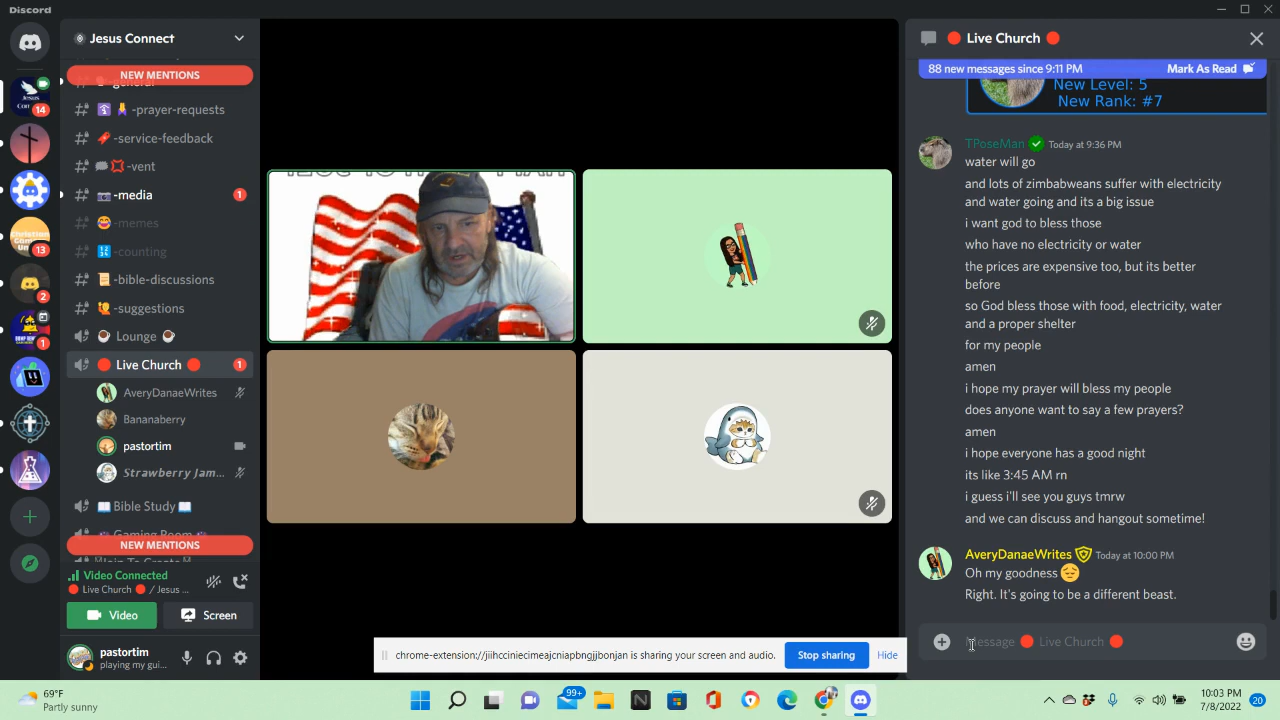 Discord
Jesus Connect
NEW MENTIONS
-general
-prayer-requests
-service-feedback
-vent
-media
1
-memes
-counting
-bible-discussions
-suggestions
Lounge
Live Church
1
AveryDanaeWrites
Bananaberry
pastortim
Strawberry Jam...
Bible Study
Gaming Room
NEW MENTIONS
Video Connected
Live Church / Jesus ...
Video
Screen
pastortim
playing my gui...
14
13
2
1
Live Church
88 new messages since 9:11 PM
Mark As Read
New Level: 5
New Rank: #7
TPoseMan Today at 9:36 PM
water will go
and lots of zimbabweans suffer with electricity
and water going and its a big issue
i want god to bless those
who have no electricity or water
the prices are expensive too, but its better
before
so God bless those with food, electricity, water
and a proper shelter
for my people
amen
i hope my prayer will bless my people
does anyone want to say a few prayers?
amen
i hope everyone has a good night
its like 3:45 AM rn
i guess i'll see you guys tmrw
and we can discuss and hangout sometime!
AveryDanaeWrites Today at 10:00 PM
Oh my goodness
Right. It's going to be a different beast.
Message Live Church
chrome-extension://jiihcciniecimeajcniapbngjjbonjan is sharing your screen and audio.
Stop sharing
Hide
69°F
Partly sunny
99+
10:03 PM
7/8/2022
20